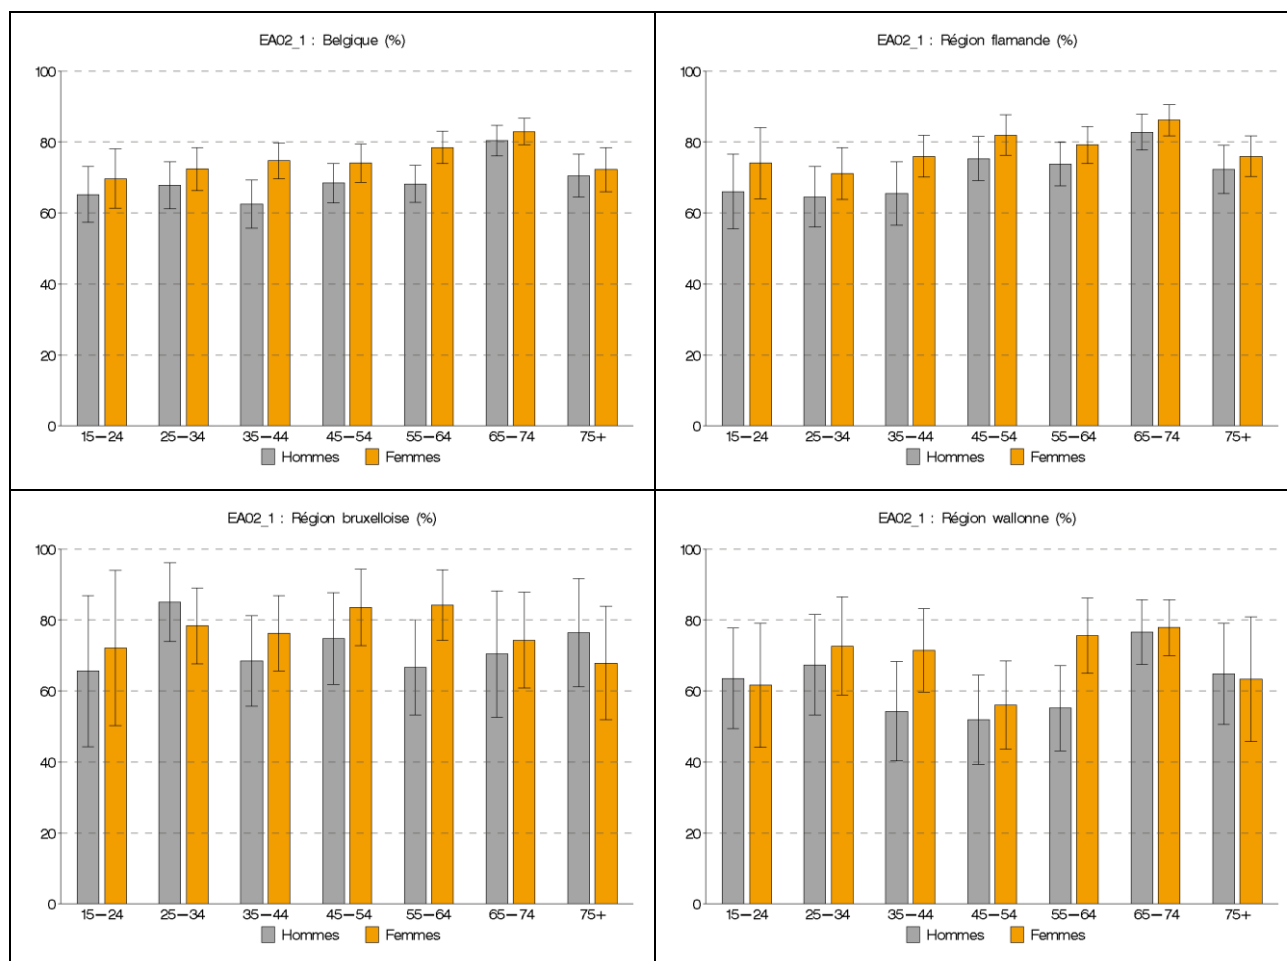 EA02_1 : Belgique (%)
100
80
60
40
20
0
15–24 25–34 35–44 45–54 55–64 65–74 75+
Hommes Femmes
EA02_1 : Région flamande (%)
100
80
60
40
20
0
15–24 25–34 35–44 45–54 55–64 65–74 75+
Hommes Femmes
EA02_1 : Région bruxelloise (%)
100
80
60
40
20
0
15–24 25–34 35–44 45–54 55–64 65–74 75+
Hommes Femmes
EA02_1 : Région wallonne (%)
100
80
60
40
20
0
15–24 25–34 35–44 45–54 55–64 65–74 75+
Hommes Femmes